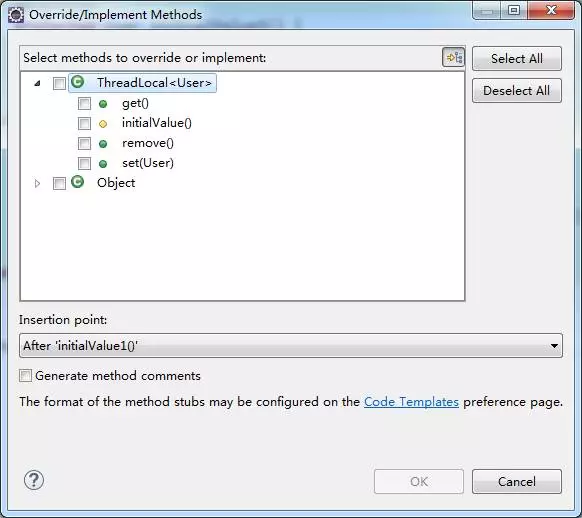 Override/Implement Methods
Select methods to override or implement:
Select All
Deselect All
ThreadLocal<User>
get()
initialValue()
remove()
set(User)
Object
Insertion point:
After 'initialValue1()'
Generate method comments
The format of the method stubs may be configured on the Code Templates preference page.
OK
Cancel